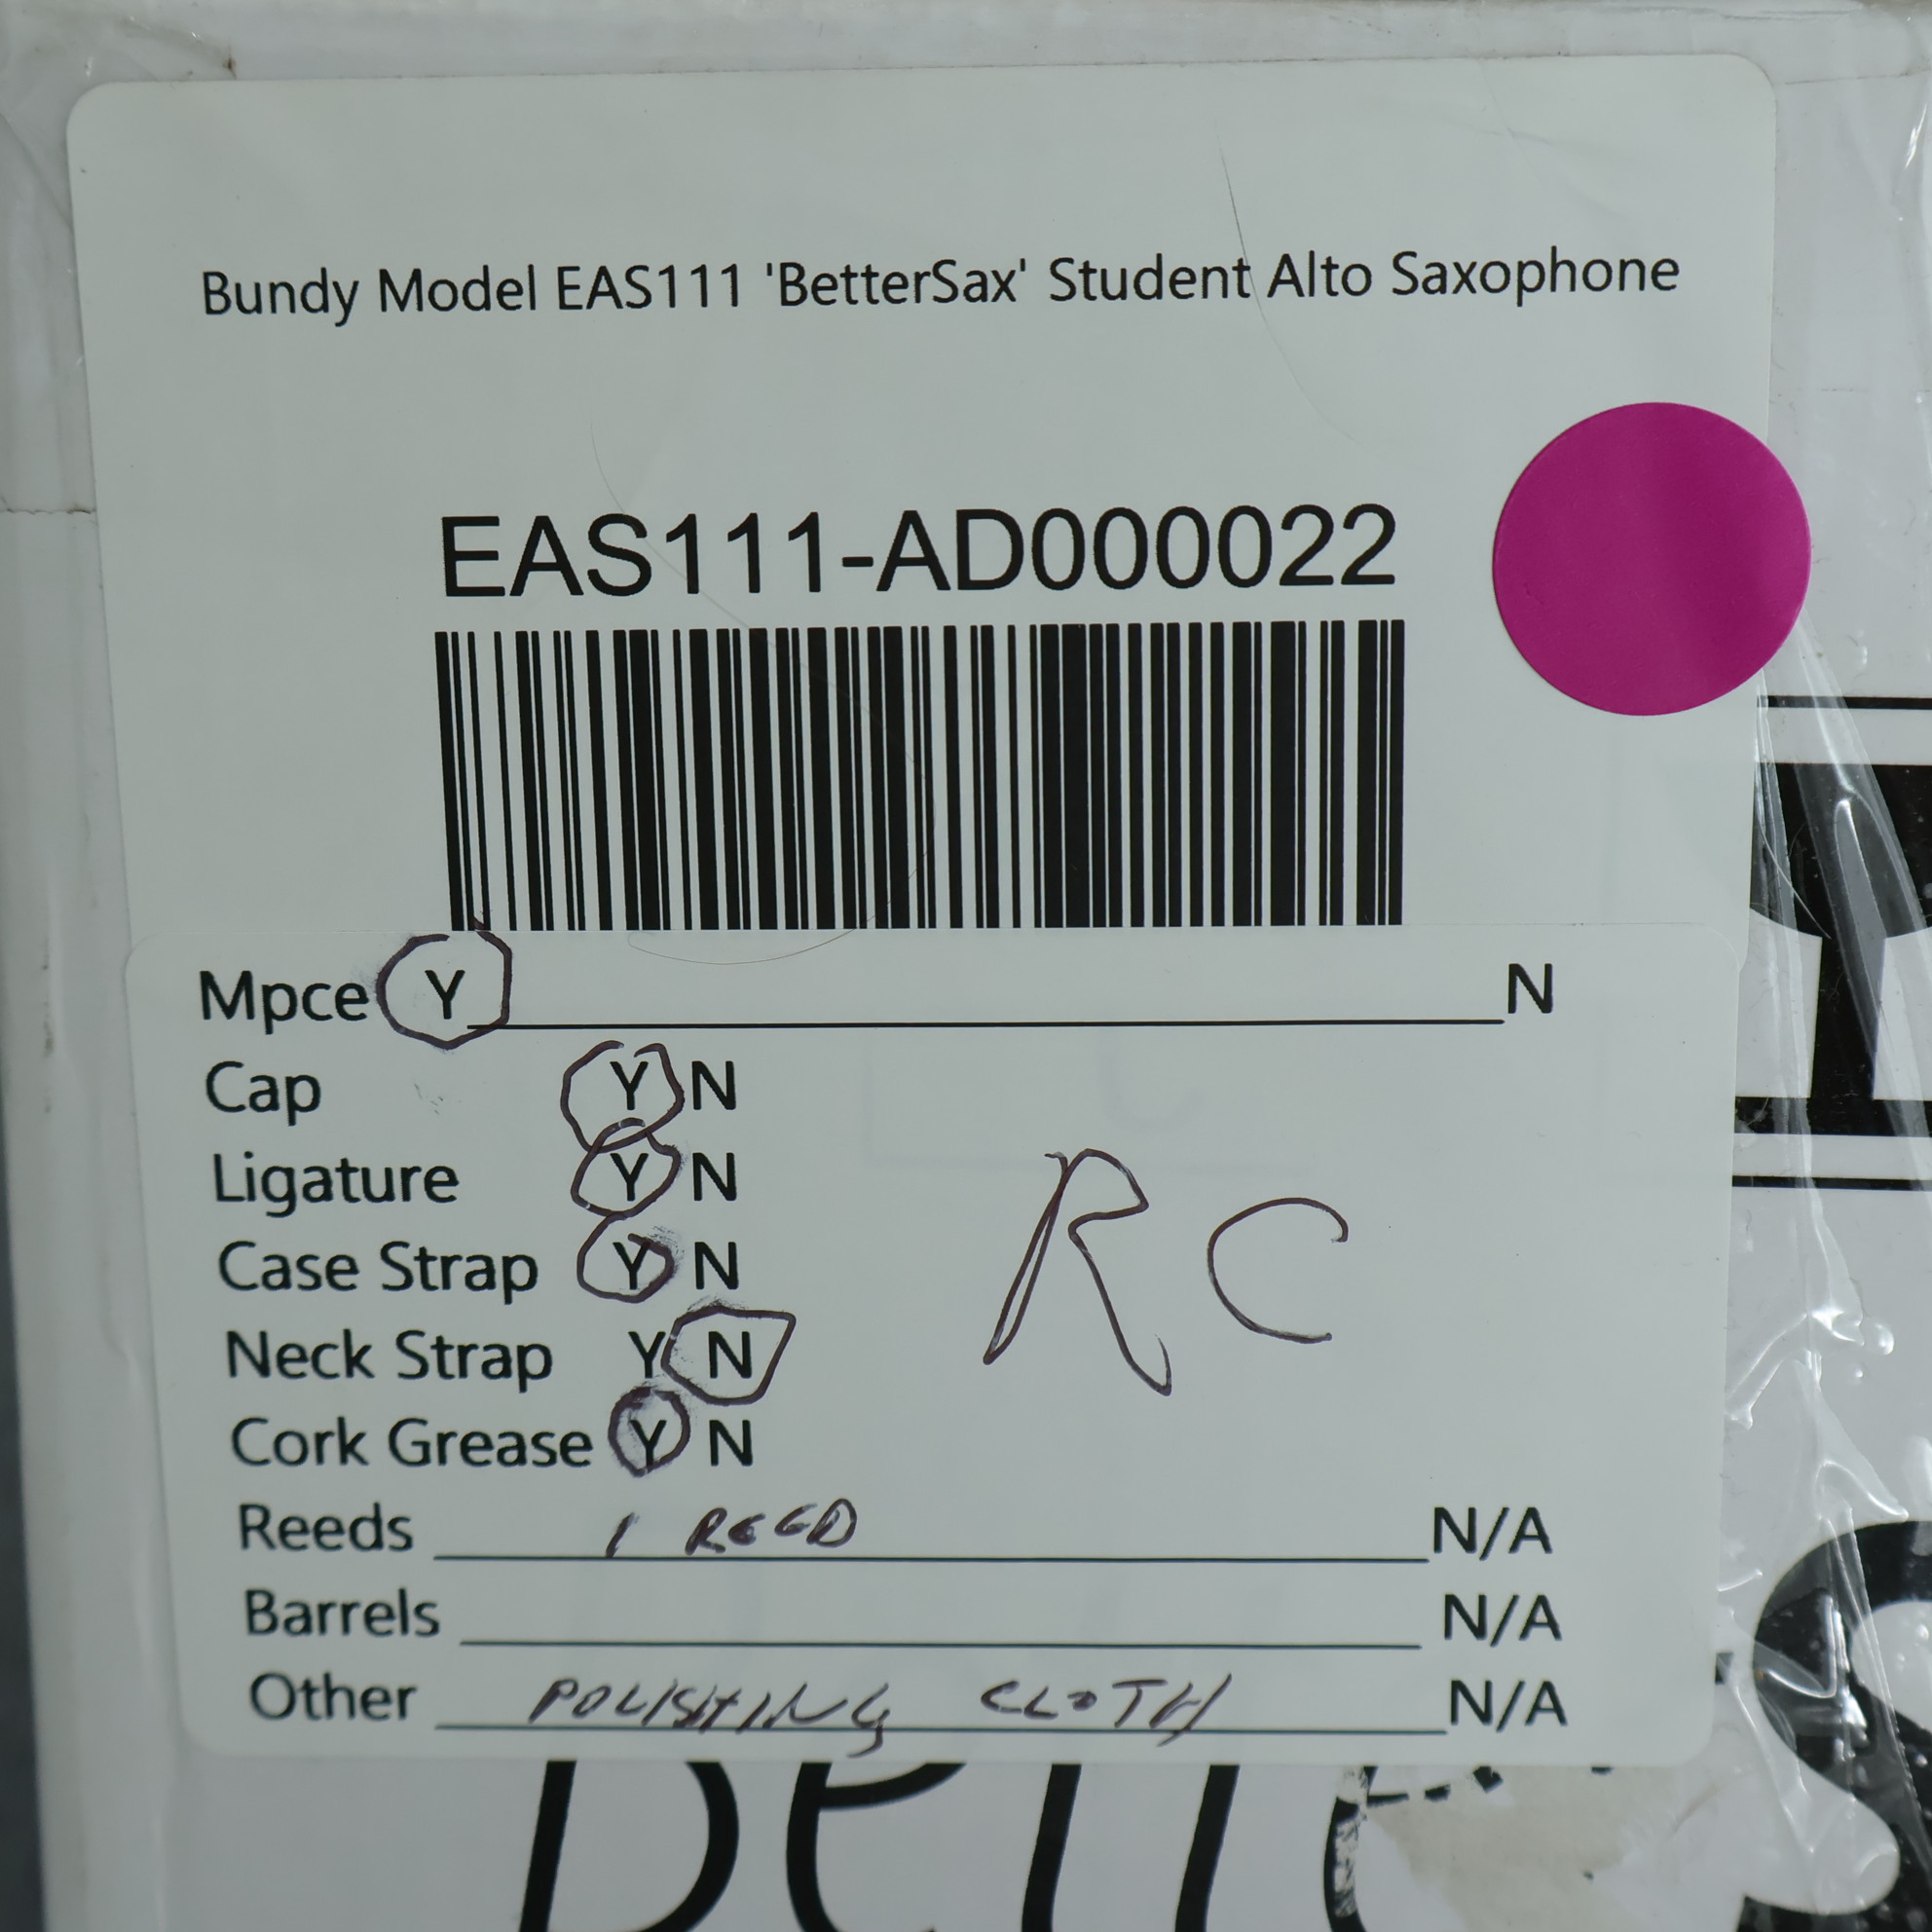 Bundy Model EAS111 'BetterSax' Student Alto Saxophone
EAS111-AD000022
Mpce Y N
Cap Y N
Ligature Y N
Case Strap Y N
Neck Strap Y N
Cork Grease Y N
RC
Reeds 1 REED N/A
Barrels N/A
Other POLISHING CLOTH N/A